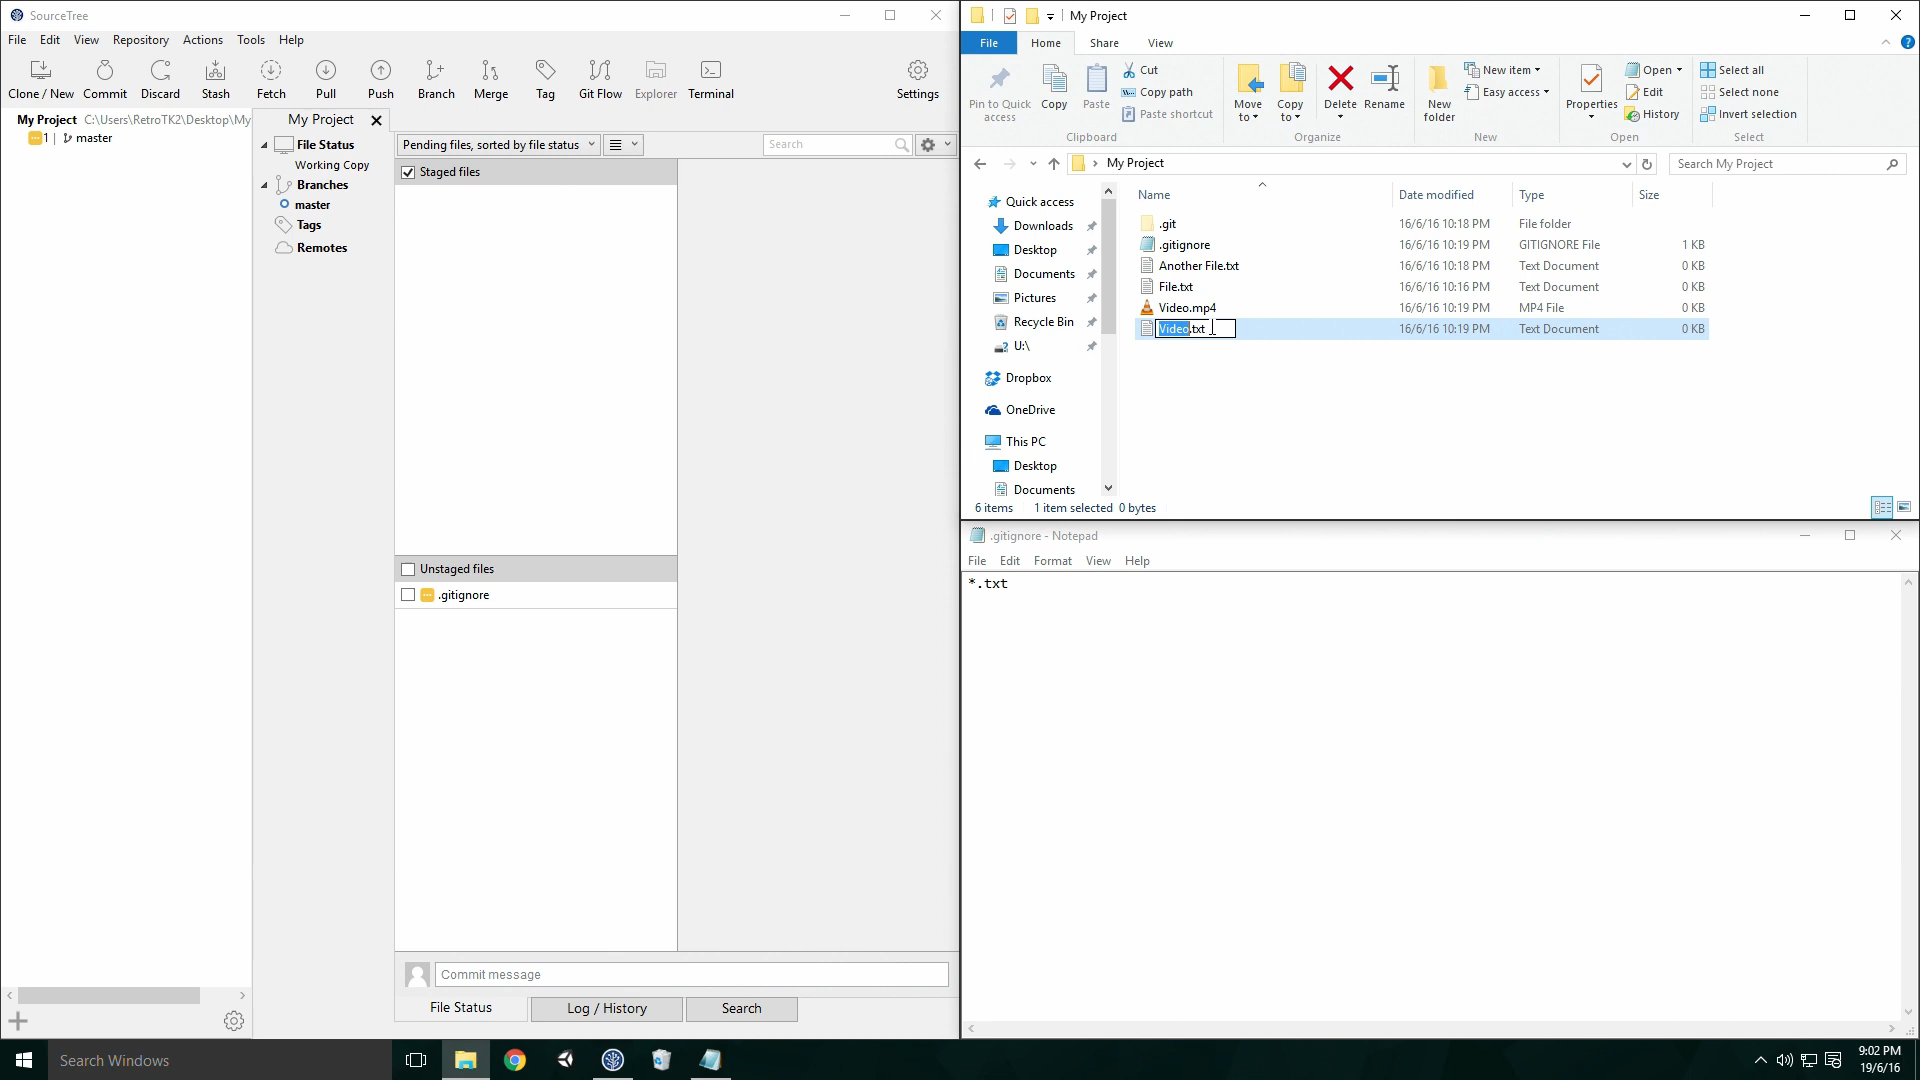 SourceTree
File Edit View Repository Actions Tools Help
Clone / New Commit Discard Stash Fetch Pull Push Branch Merge Tag Git Flow Explorer Terminal Settings
My Project C:\Users\RetroTK2\Desktop\My
1 master
My Project
File Status
Working Copy
Branches
master
Tags
Remotes
Pending files, sorted by file status
Search
Staged files
Unstaged files
.gitignore
Commit message
File Status Log / History Search
My Project
File Home Share View
Pin to Quick access
Copy
Paste
Cut
Copy path
Paste shortcut
Clipboard
Move to
Copy to
Delete
Rename
Organize
New folder
New item
Easy access
New
Properties
Open
Edit
History
Open
Select all
Select none
Invert selection
Select
My Project
Search My Project
Quick access
Downloads
Desktop
Documents
Pictures
Recycle Bin
U:\
Dropbox
OneDrive
This PC
Desktop
Documents
Name Date modified Type Size
.git 16/6/16 10:18 PM File folder
.gitignore 16/6/16 10:19 PM GITIGNORE File 1 KB
Another File.txt 16/6/16 10:18 PM Text Document 0 KB
File.txt 16/6/16 10:16 PM Text Document 0 KB
Video.mp4 16/6/16 10:19 PM MP4 File 0 KB
Video.txt 16/6/16 10:19 PM Text Document 0 KB
6 items 1 item selected 0 bytes
.gitignore - Notepad
File Edit Format View Help
*.txt
Search Windows
9:02 PM
19/6/16